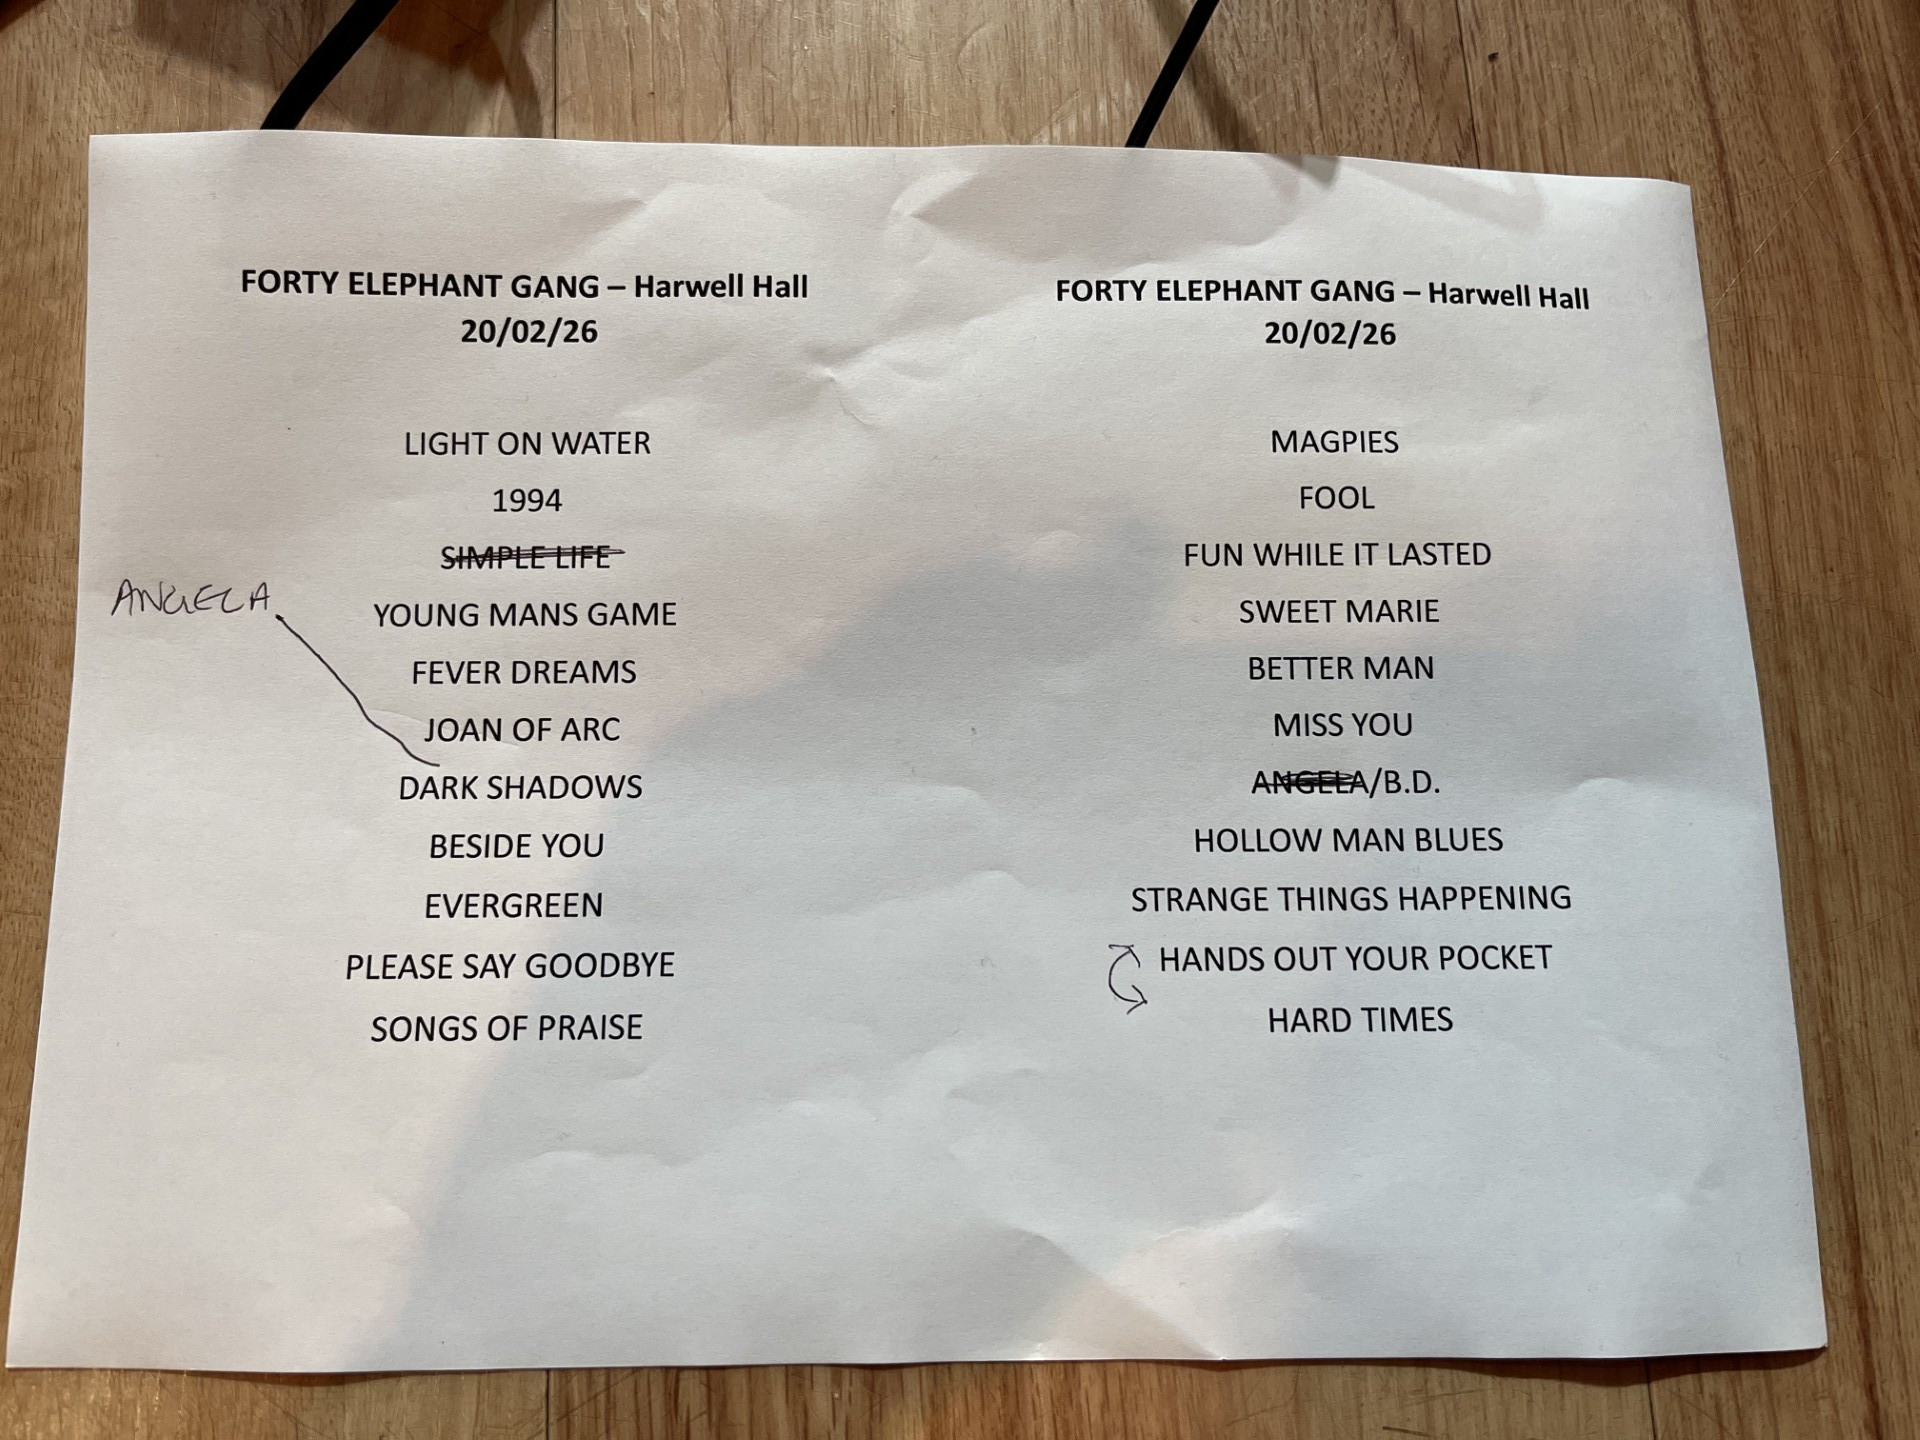 FORTY ELEPHANT GANG – Harwell Hall
20/02/26
LIGHT ON WATER
1994
SIMPLE LIFE
ANGELA
YOUNG MANS GAME
FEVER DREAMS
JOAN OF ARC
DARK SHADOWS
BESIDE YOU
EVERGREEN
PLEASE SAY GOODBYE
SONGS OF PRAISE
FORTY ELEPHANT GANG – Harwell Hall
20/02/26
MAGPIES
FOOL
FUN WHILE IT LASTED
SWEET MARIE
BETTER MAN
MISS YOU
ANGELA/B.D.
HOLLOW MAN BLUES
STRANGE THINGS HAPPENING
HANDS OUT YOUR POCKET
HARD TIMES